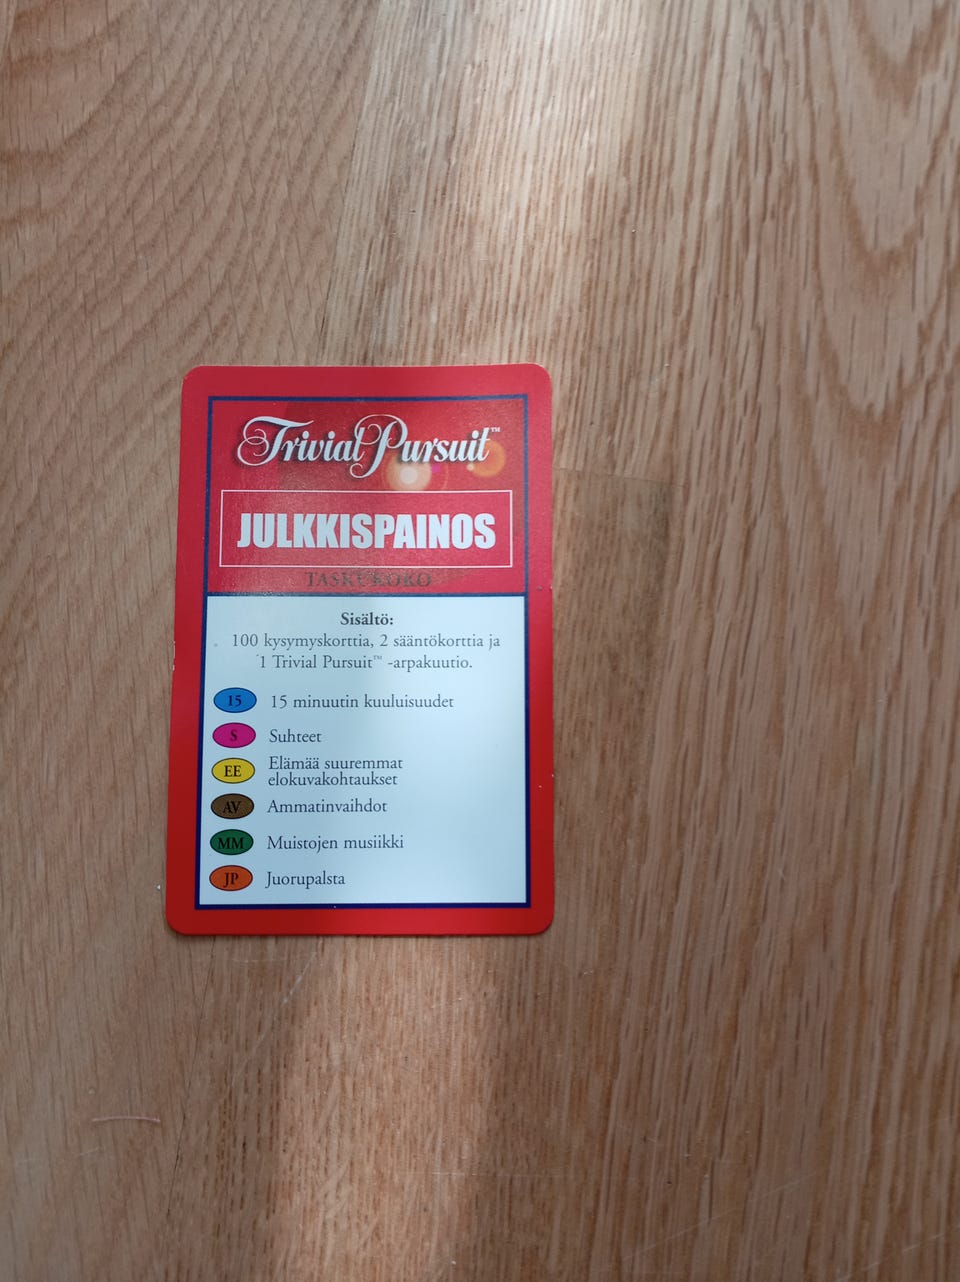 Trivial Pursuit™
JULKKISPAINOS
TASKUKOKO
Sisältö:
100 kysymyskorttia, 2 sääntökorttia ja
1 Trivial Pursuit™ -arpakuutio.
15 15 minuutin kuuluisuudet
S Suhteet
EE Elämää suuremmat
elokuvakohtaukset
AV Ammatinvaihdot
MM Muistojen musiikki
JP Juorupalsta